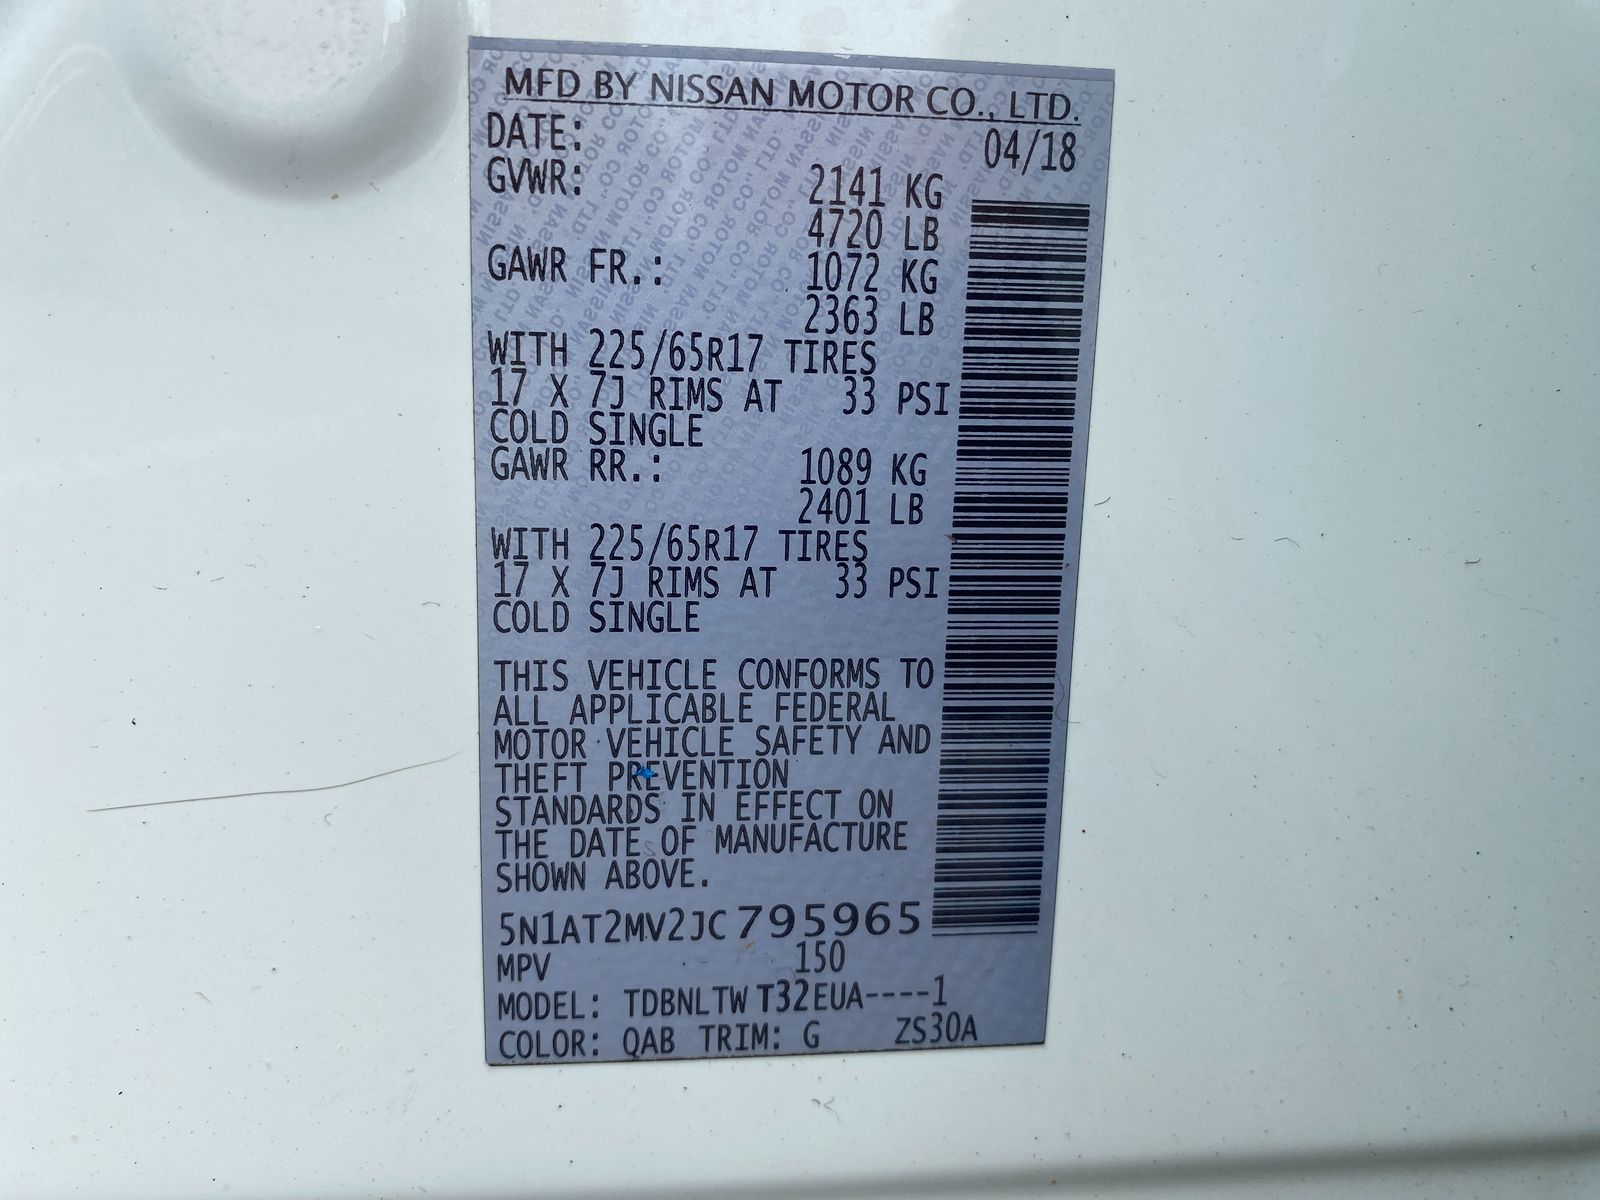 MFD BY NISSAN MOTOR CO., LTD.
DATE: 04/18
GVWR: 2141 KG
4720 LB
GAWR FR.: 1072 KG
2363 LB
WITH 225/65R17 TIRES
17 X 7J RIMS AT 33 PSI
COLD SINGLE
GAWR RR.: 1089 KG
2401 LB
WITH 225/65R17 TIRES
17 X 7J RIMS AT 33 PSI
COLD SINGLE
THIS VEHICLE CONFORMS TO
ALL APPLICABLE FEDERAL
MOTOR VEHICLE SAFETY AND
THEFT PREVENTION
STANDARDS IN EFFECT ON
THE DATE OF MANUFACTURE
SHOWN ABOVE.
5N1AT2MV2JC795965
MPV 150
MODEL: TDBNLTWT32EUA----1
COLOR: QAB TRIM: G ZS30A